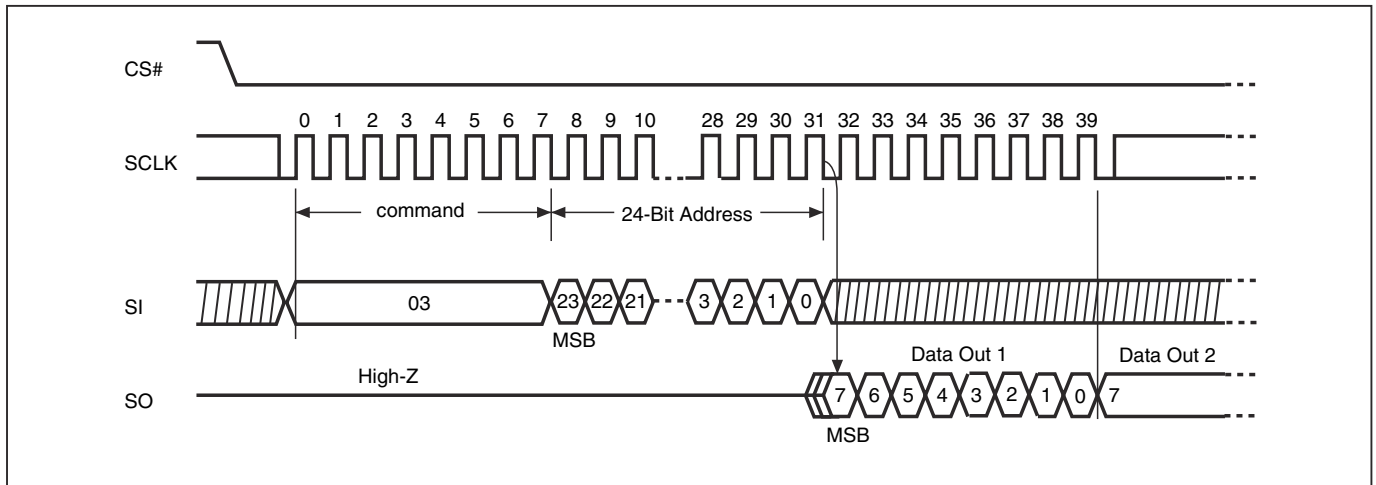 CS#
0 1 2 3 4 5 6 7 8 9 10 28 29 30 31 32 33 34 35 36 37 38 39
SCLK
command 24-Bit Address
SI 03 23 22 21 3 2 1 0
MSB
Data Out 1 Data Out 2
High-Z
SO 7 6 5 4 3 2 1 0 7
MSB